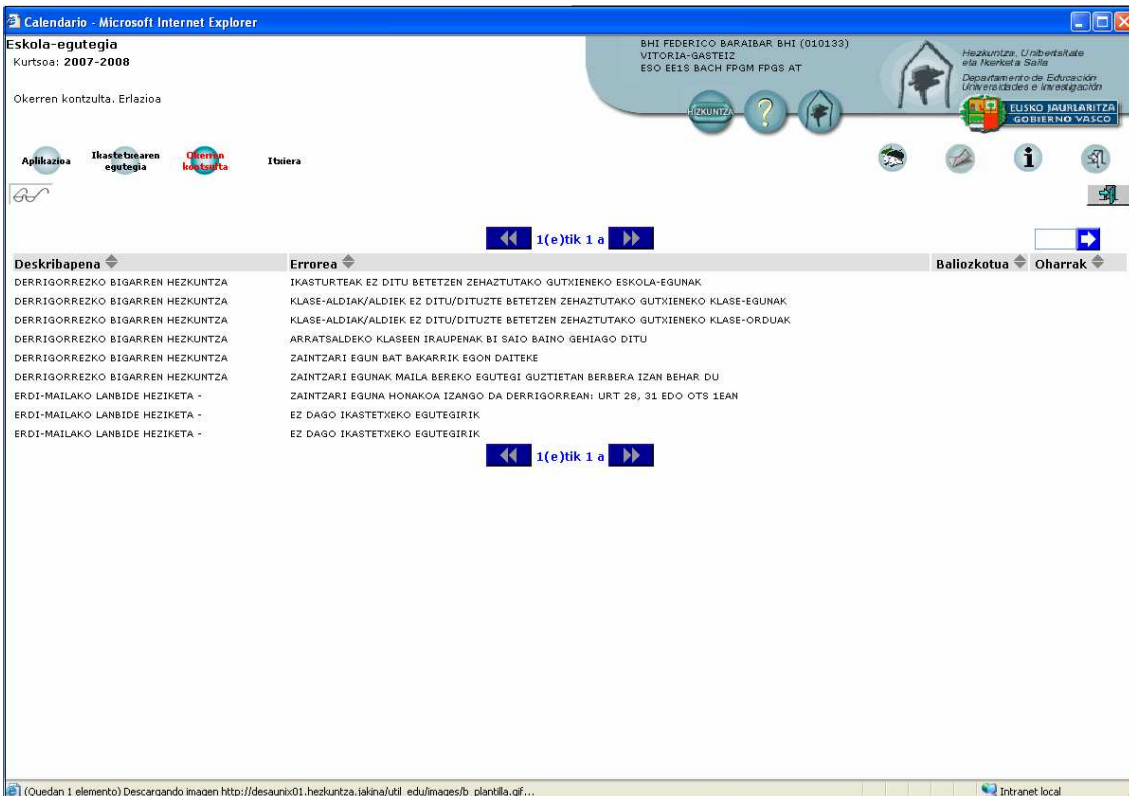 Calendario - Microsoft Internet Explorer
Eskola-egutegia
Kurtsoa: 2007-2008
Okerren kontzulta. Erlazioa
BHI FEDERICO BARAIBAR BHI (010133)
VITORIA-GASTEIZ
ESO EE1S BACH FPGM FPGS AT
HIZKUNTZA
?
Hezkuntza, Unibertsitate
eta Ikerketa Saila
Departamento de Educación
Universidades e Investigación
EUSKO JAURLARITZA
GOBIERNO VASCO
Aplikazioa
Ikastetxearen
egutegia
Okerren
kontsulta
Itxiera
i
1(e)tik 1 a
Deskribapena Errorea Baliozkotua Oharrak
DERRIGORREZKO BIGARREN HEZKUNTZA IKASTURTEAK EZ DITU BETETZEN ZEHAZTUTAKO GUTXIENEKO ESKOLA-EGUNAK
DERRIGORREZKO BIGARREN HEZKUNTZA KLASE-ALDIAK/ALDIEK EZ DITU/DITUZTE BETETZEN ZEHAZTUTAKO GUTXIENEKO KLASE-EGUNAK
DERRIGORREZKO BIGARREN HEZKUNTZA KLASE-ALDIAK/ALDIEK EZ DITU/DITUZTE BETETZEN ZEHAZTUTAKO GUTXIENEKO KLASE-ORDUAK
DERRIGORREZKO BIGARREN HEZKUNTZA ARRATSALDEKO KLASEEN IRAUPENAK BI SAIO BAINO GEHIAGO DITU
DERRIGORREZKO BIGARREN HEZKUNTZA ZAINTZARI EGUN BAT BAKARRIK EGON DAITEKE
DERRIGORREZKO BIGARREN HEZKUNTZA ZAINTZARI EGUNAK MAILA BEREKO EGUTEGI GUZTIETAN BERBERA IZAN BEHAR DU
ERDI-MAILAKO LANBIDE HEZIKETA - ZAINTZARI EGUNA HONAKOA IZANGO DA DERRIGORREAN: URT 28, 31 EDO OTS 1EAN
ERDI-MAILAKO LANBIDE HEZIKETA - EZ DAGO IKASTETXEKO EGUTEGIRIK
ERDI-MAILAKO LANBIDE HEZIKETA - EZ DAGO IKASTETXEKO EGUTEGIRIK
1(e)tik 1 a
(Quedan 1 elemento) Descargando imagen http://desaunix01.hezkuntza.jakina/util_edu/images/b_plantilla.gif...
Intranet local